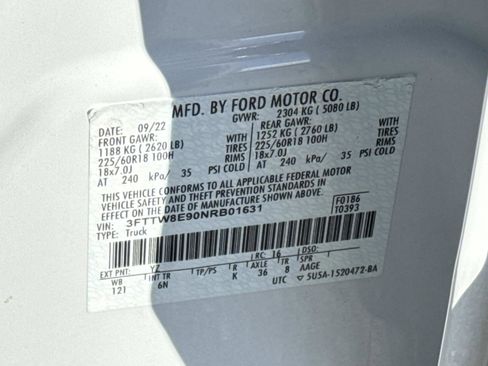 MFD. BY FORD MOTOR CO.
DATE: 09/22 GVWR: 2304 KG ( 5080 LB)
FRONT GAWR: REAR GAWR:
1188 KG ( 2620 LB) WITH 1252 KG ( 2760 LB) WITH
225/60R18 100H TIRES 225/60R18 100H TIRES
18x7.0J RIMS 18x7.0J RIMS
AT 240 kPa/ 35 PSI COLD AT 240 kPa/ 35 PSI COLD
THIS VEHICLE CONFORMS TO ALL APPLICABLE FEDERAL MOTOR
VEHICLE SAFETY AND THEFT PREVENTION STANDARDS IN EFFECT ON
THE DATE OF MANUFACTURE SHOWN ABOVE.
VIN: 3FTTW8E90NRB01631 F0186
TYPE: Truck T0393
EXT PNT: YZ RC: 16
WB INT TR TP/PS R AXLE TR SPR
121 6N K 36 8 AAGE
UTC 5U5A-1520472-BA